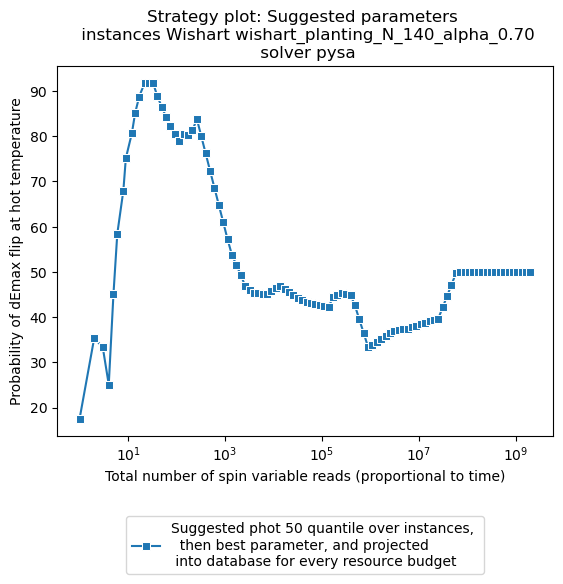 Strategy plot: Suggested parameters
instances Wishart wishart_planting_N_140_alpha_0.70
solver pysa
Probability of dEmax flip at hot temperature
90
80
70
60
50
40
30
20
10^1
10^3
10^5
10^7
10^9
Total number of spin variable reads (proportional to time)
Suggested phot 50 quantile over instances,
then best parameter, and projected
into database for every resource budget